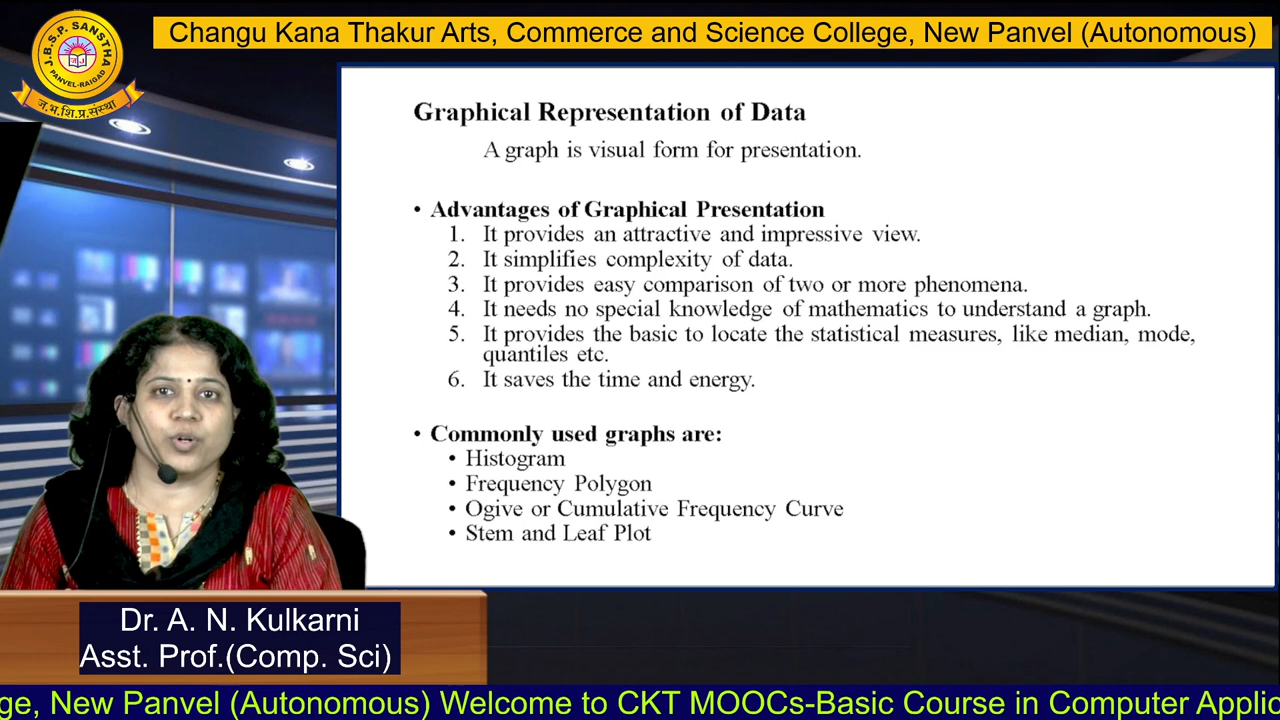 Changu Kana Thakur Arts, Commerce and Science College, New Panvel (Autonomous)
J.B.S.P. SANSTHA
PANVEL-RAIGAD
ज.भ.शि.प्र.संस्था
Graphical Representation of Data
A graph is visual form for presentation.
• Advantages of Graphical Presentation
1. It provides an attractive and impressive view.
2. It simplifies complexity of data.
3. It provides easy comparison of two or more phenomena.
4. It needs no special knowledge of mathematics to understand a graph.
5. It provides the basic to locate the statistical measures, like median, mode,
quantiles etc.
6. It saves the time and energy.
• Commonly used graphs are:
• Histogram
• Frequency Polygon
• Ogive or Cumulative Frequency Curve
• Stem and Leaf Plot
Dr. A. N. Kulkarni
Asst. Prof.(Comp. Sci)
ge, New Panvel (Autonomous) Welcome to CKT MOOCs-Basic Course in Computer Applic